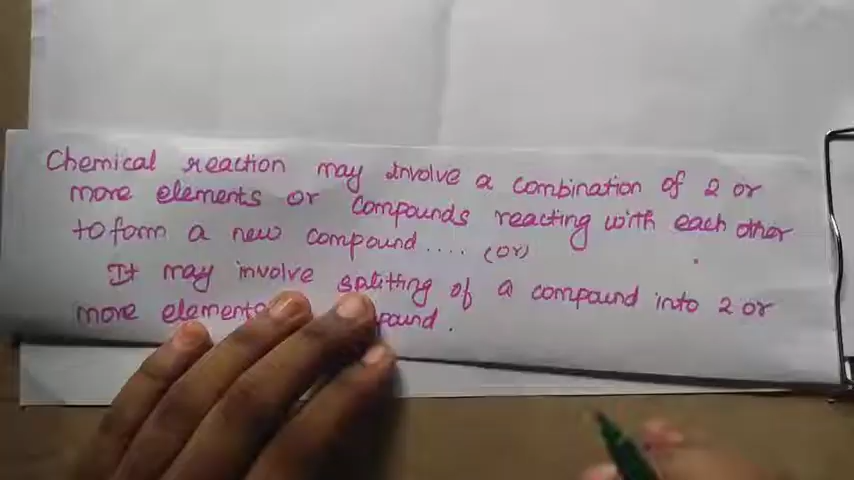 Chemical reaction may involve a combination of 2 or
more elements or compounds reacting with each other
to form a new compound.... (or)
It may involve splitting of a compound into 2 or
more elements pound.